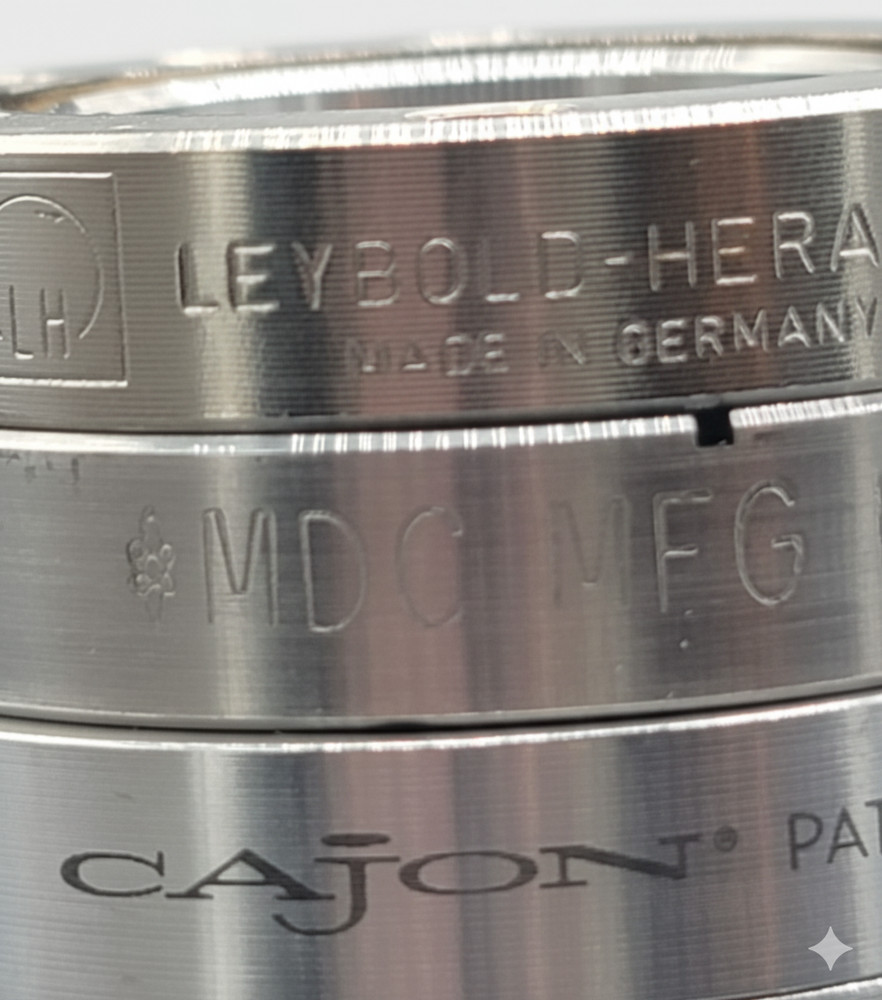 LH
LEYBOLD-HERA
MADE IN GERMANY
MDC MFG
CAJON® PAT